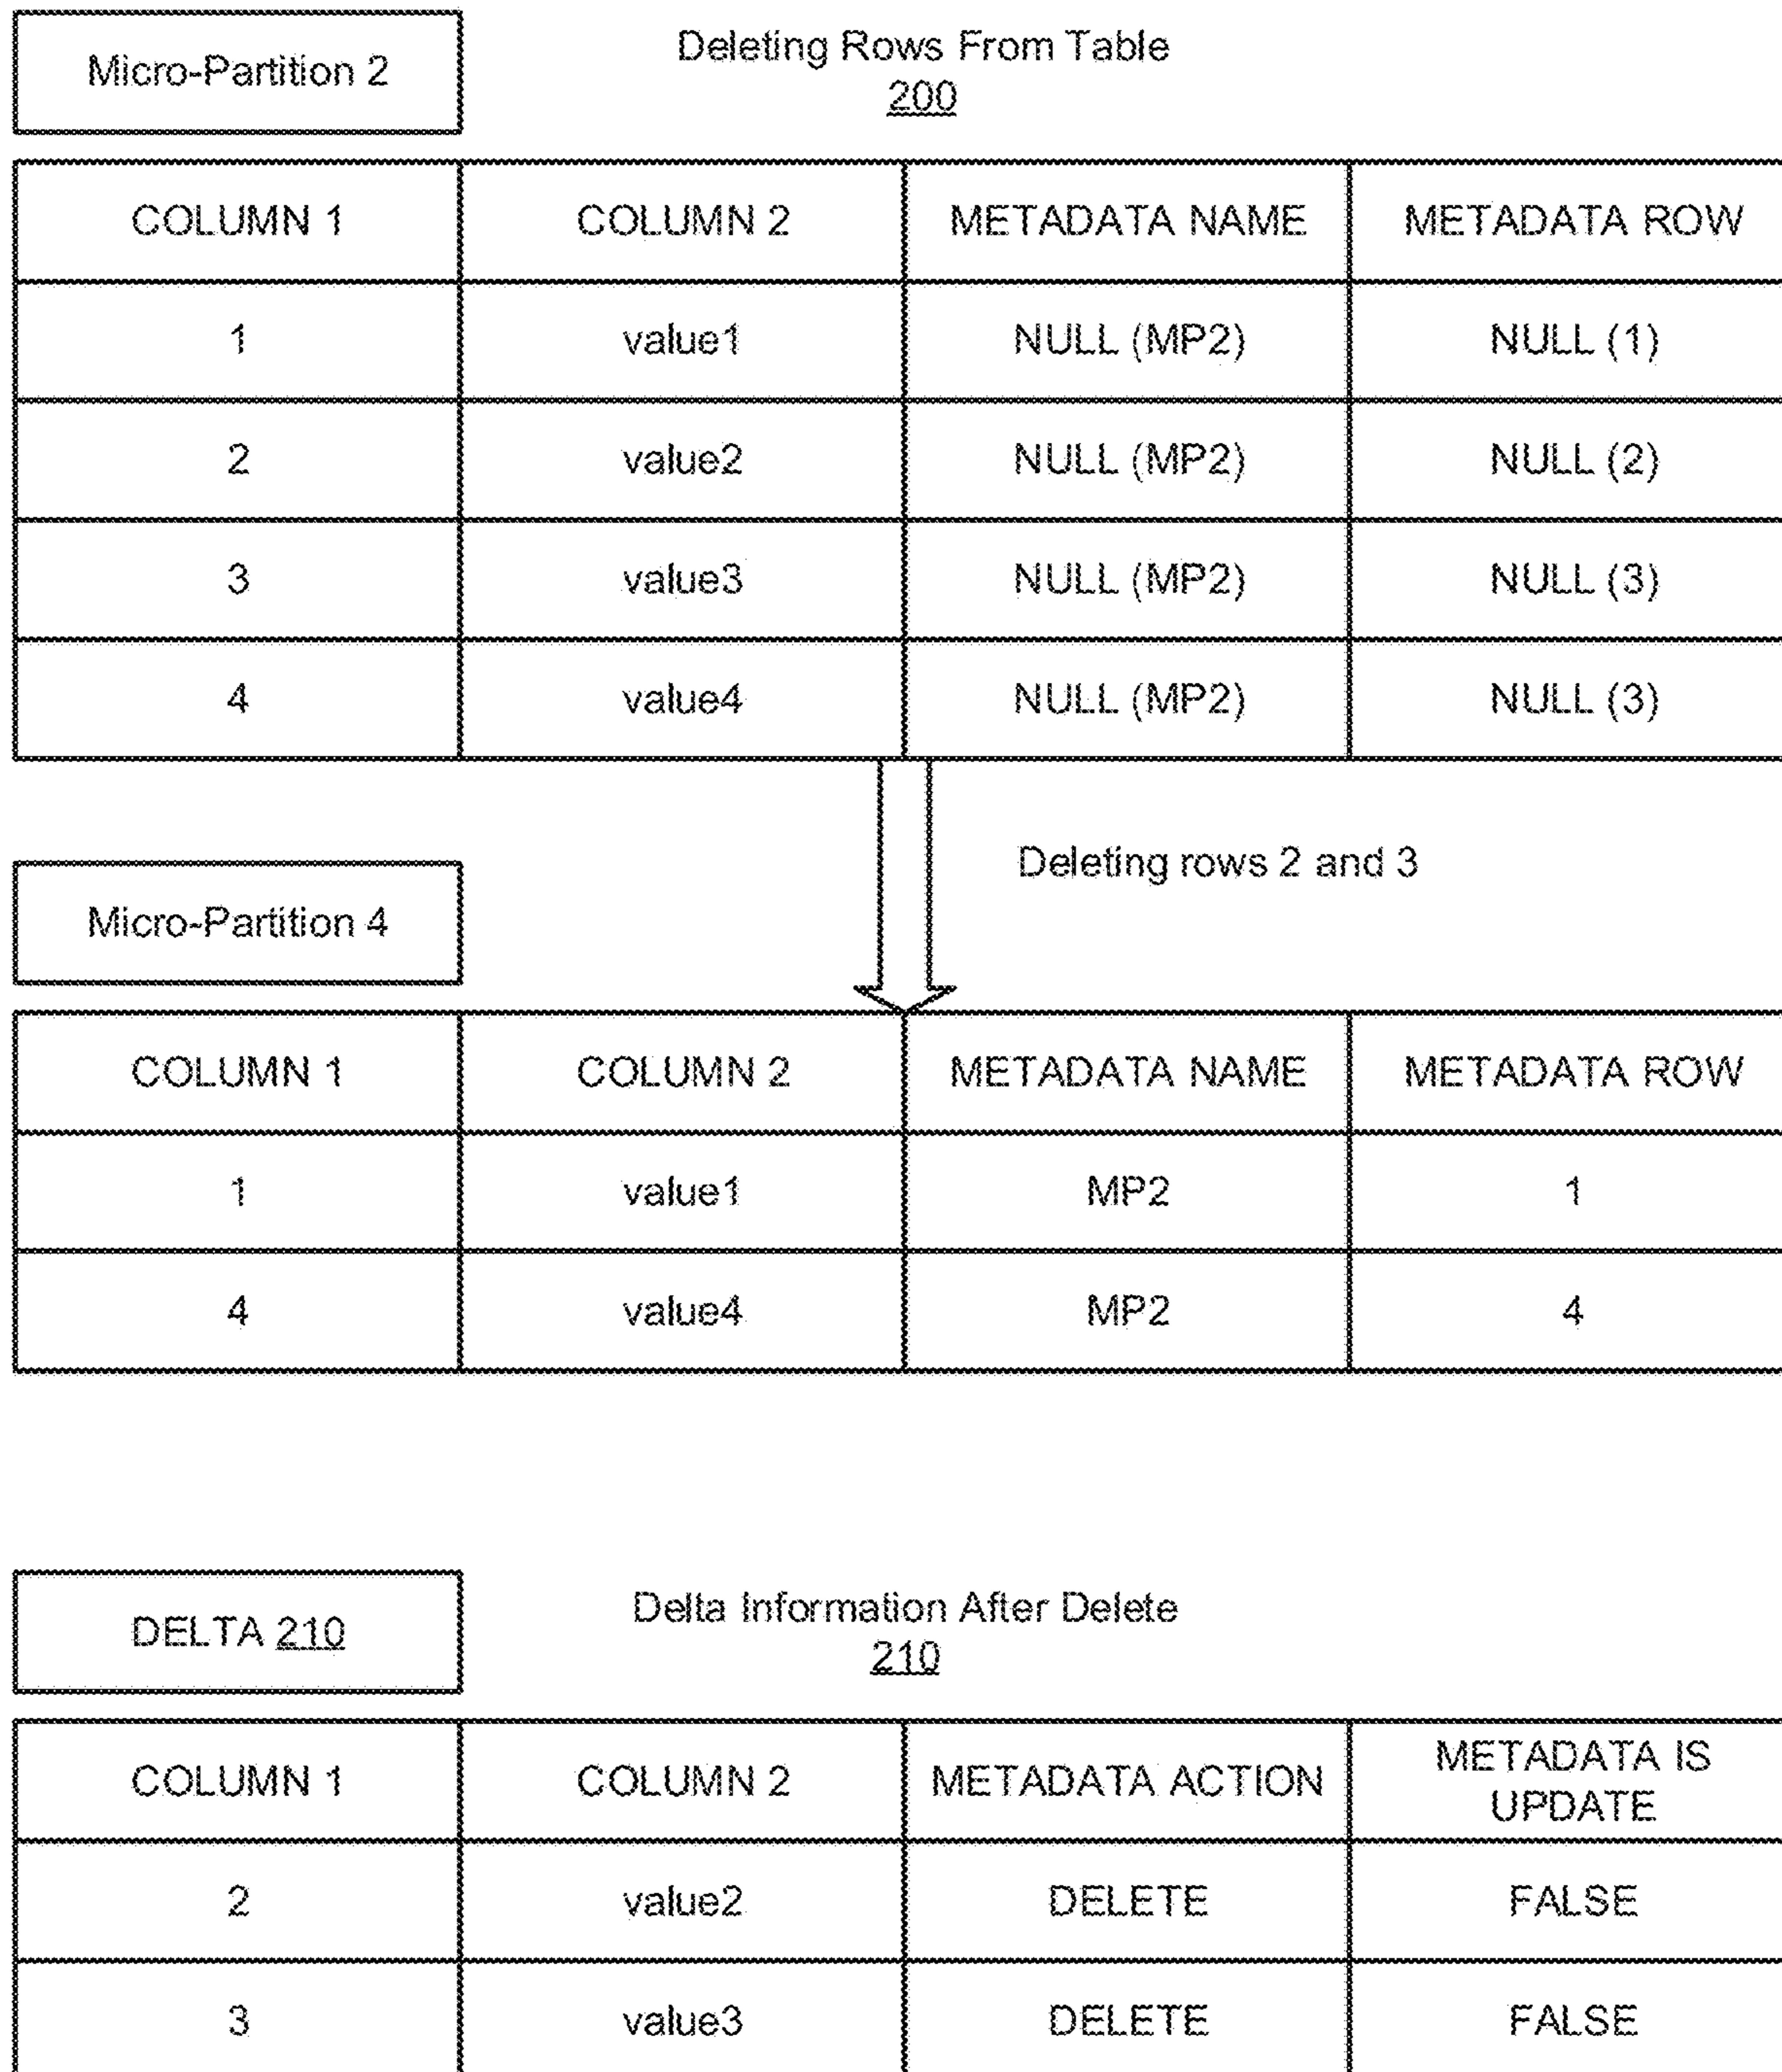 Micro-Partition 2
Deleting Rows From Table
200
COLUMN 1 COLUMN 2 METADATA NAME METADATA ROW
1 value1 NULL (MP2) NULL (1)
2 value2 NULL (MP2) NULL (2)
3 value3 NULL (MP2) NULL (3)
4 value4 NULL (MP2) NULL (3)
Deleting rows 2 and 3
Micro-Partition 4
COLUMN 1 COLUMN 2 METADATA NAME METADATA ROW
1 value1 MP2 1
4 value4 MP2 4
DELTA 210
Delta Information After Delete
210
COLUMN 1 COLUMN 2 METADATA ACTION METADATA IS
UPDATE
2 value2 DELETE FALSE
3 value3 DELETE FALSE